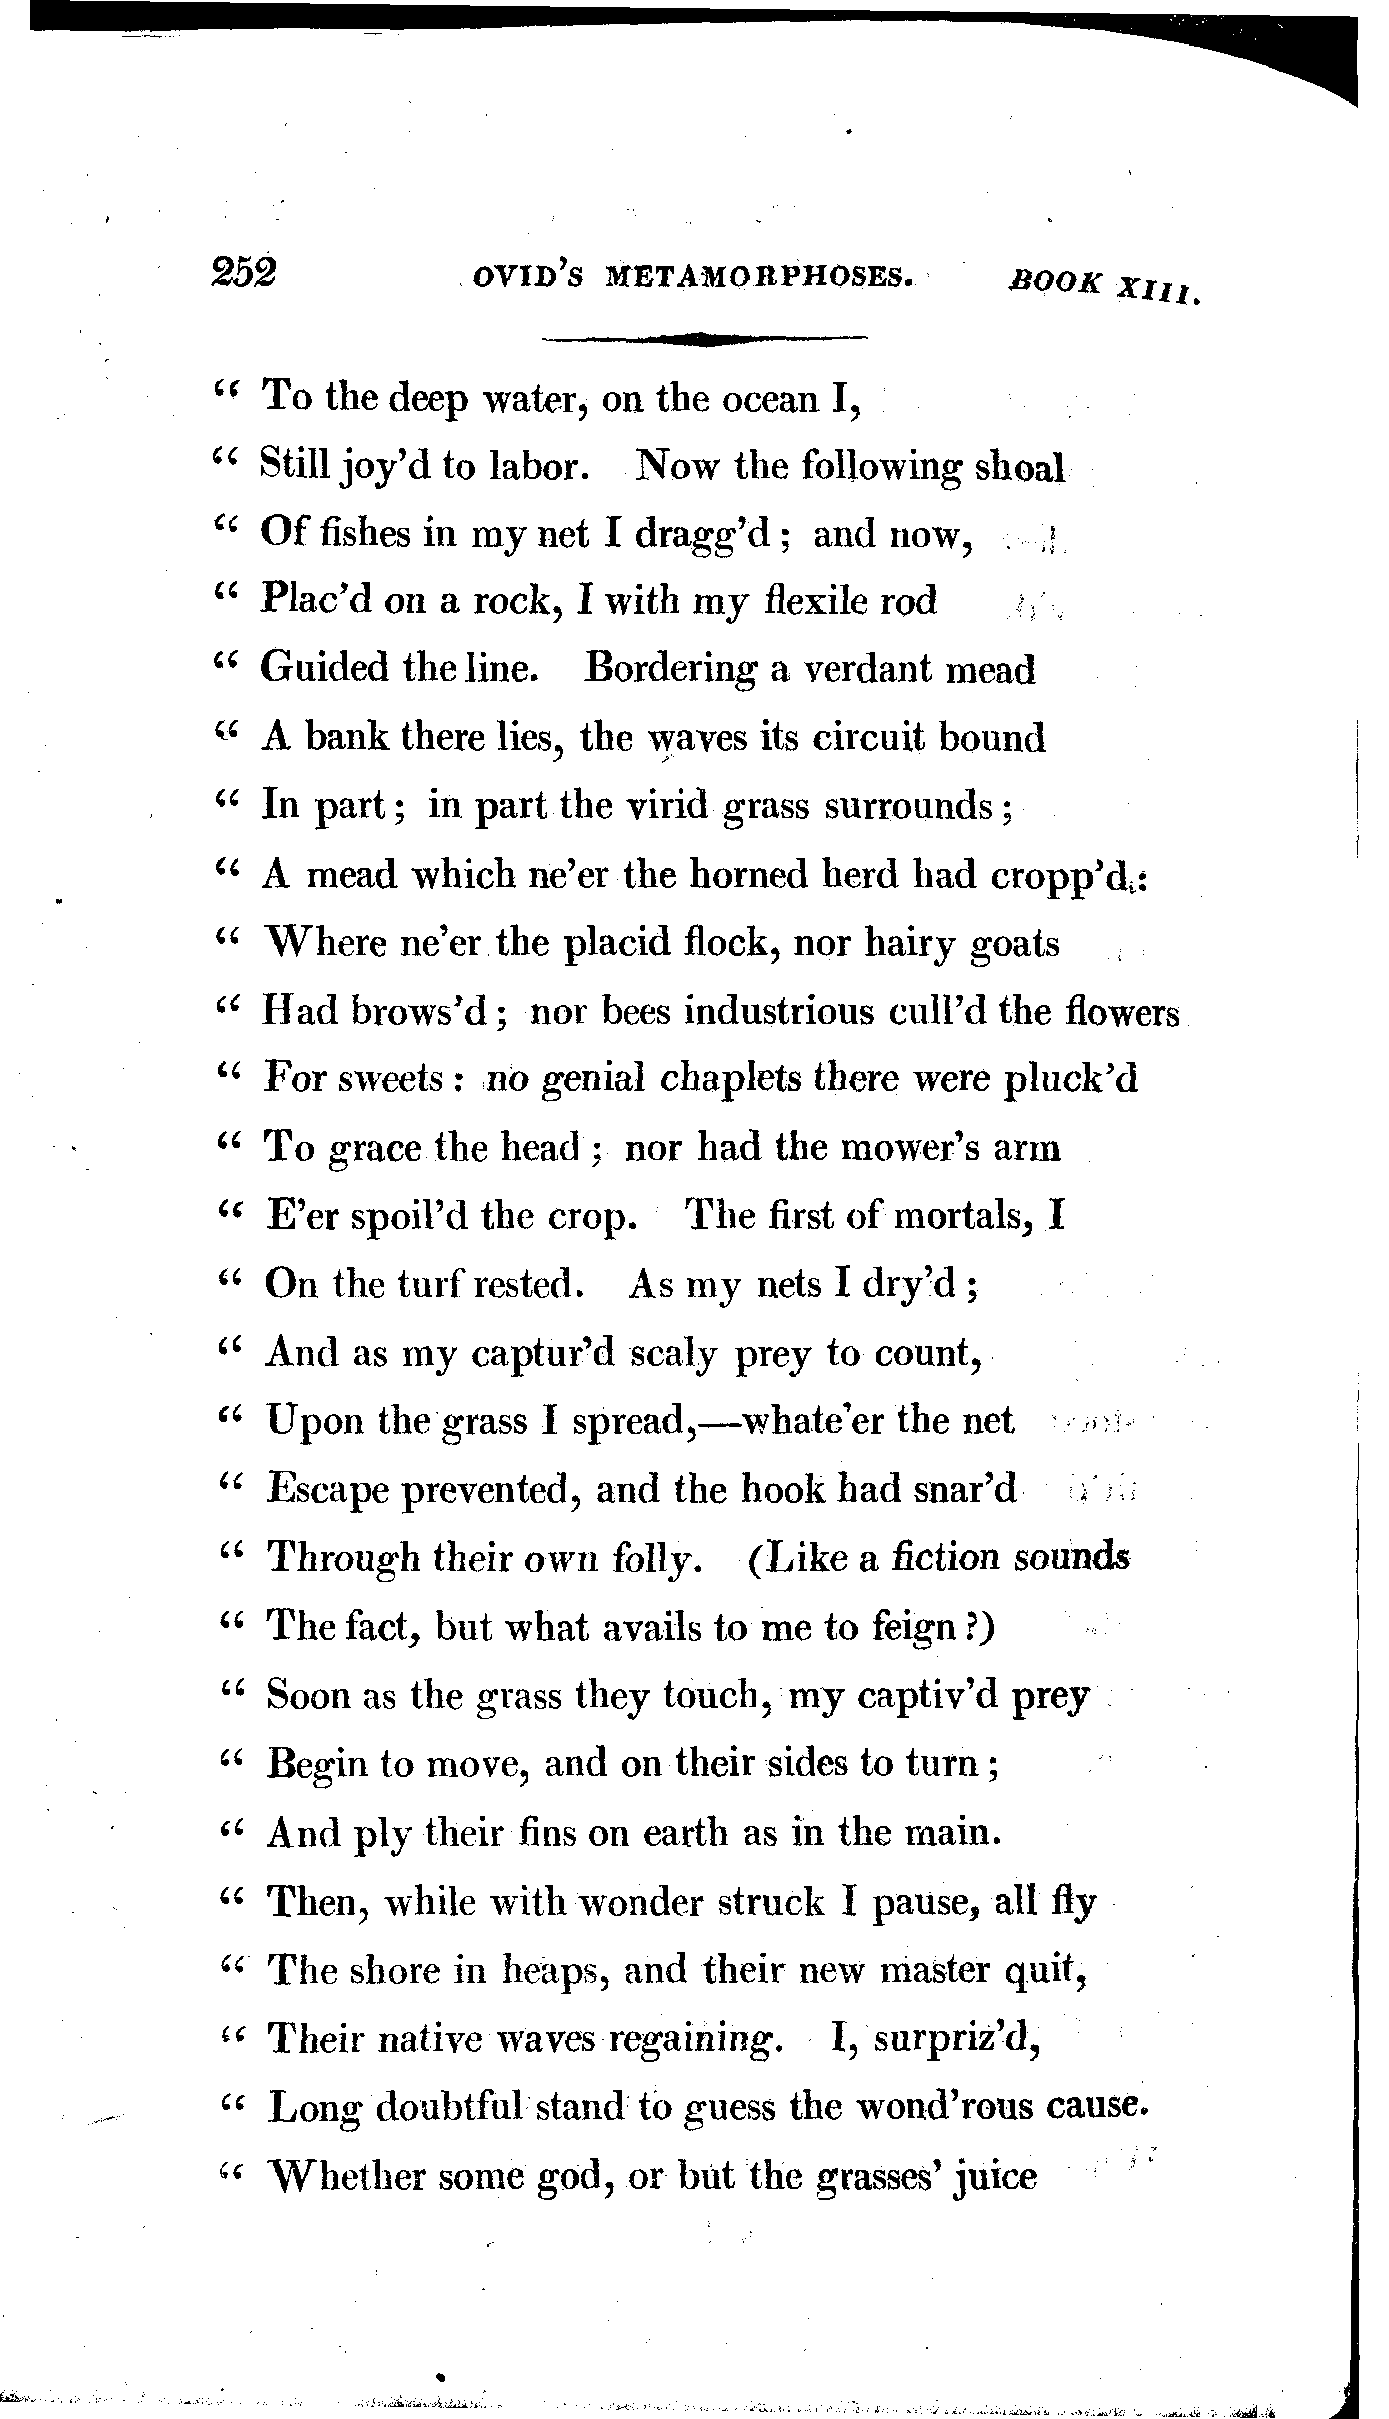 252 OVID'S METAMORPHOSES. BOOK XIII.
“ To the deep water, on the ocean I,
“ Still joy'd to labor. Now the following shoal
“ Of fishes in my net I dragg'd ; and now,
“ Plac'd on a rock, I with my flexile rod
“ Guided the line. Bordering a verdant mead
“ A bank there lies, the waves its circuit bound
“ In part ; in part the virid grass surrounds ;
“ A mead which ne'er the horned herd had cropp'd :
“ Where ne'er the placid flock, nor hairy goats
“ Had brows'd ; nor bees industrious cull'd the flowers
“ For sweets : no genial chaplets there were pluck'd
“ To grace the head ; nor had the mower's arm
“ E'er spoil'd the crop. The first of mortals, I
“ On the turf rested. As my nets I dry'd ;
“ And as my captur'd scaly prey to count,
“ Upon the grass I spread,—whate'er the net
“ Escape prevented, and the hook had snar'd
“ Through their own folly. (Like a fiction sounds
“ The fact, but what avails to me to feign ?)
“ Soon as the grass they touch, my captiv'd prey
“ Begin to move, and on their sides to turn ;
“ And ply their fins on earth as in the main.
“ Then, while with wonder struck I pause, all fly
“ The shore in heaps, and their new master quit,
“ Their native waves regaining. I, surpriz'd,
“ Long doubtful stand to guess the wond'rous cause.
“ Whether some god, or but the grasses' juice